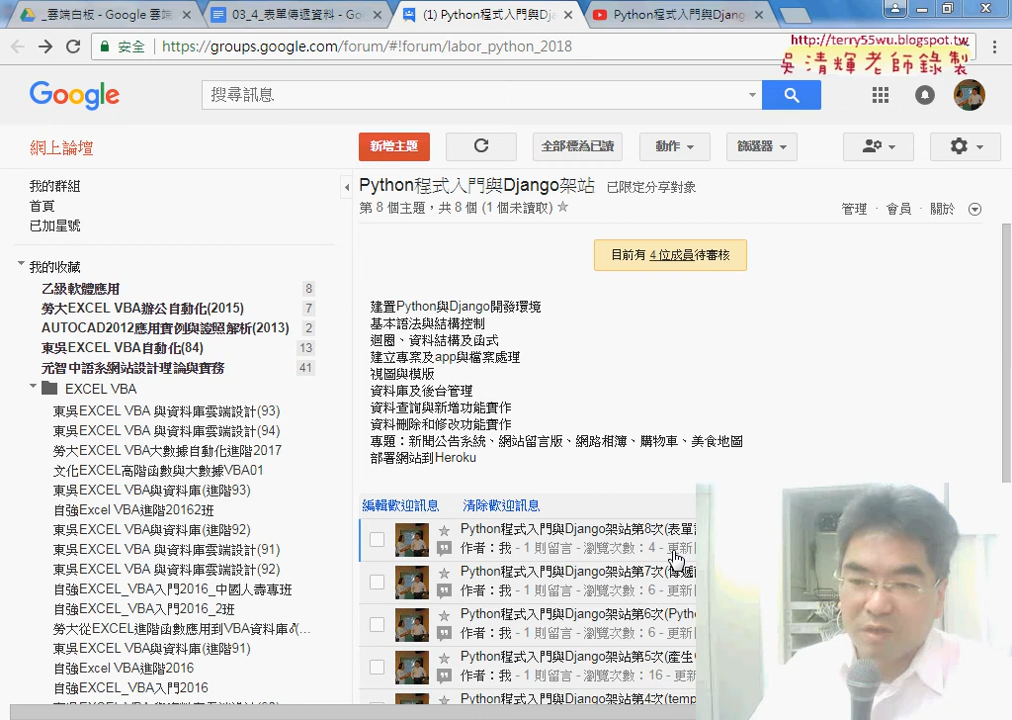 _雲端白板 - Google 雲端
03_4_表單傳遞資料 - Go
(1) Python程式入門與Dj
Python程式入門與Djang
安全
https://groups.google.com/forum/#!forum/labor_python_2018
http://terry55wu.blogspot.tw
吳清輝老師錄製
Google
搜尋訊息
網上論壇
新增主題
全部標為已讀
動作
篩選器
我的群組
首頁
已加星號
Python程式入門與Django架站 已限定分享對象
第 8 個主題，共 8 個 (1 個未讀取)
管理 · 會員 · 關於
目前有 4 位成員待審核
我的收藏
乙級軟體應用 8
勞大EXCEL VBA辦公自動化(2015) 7
AUTOCAD2012應用實例與證照解析(2013) 2
東吳EXCEL VBA自動化(84) 13
元智中語系網站設計理論與實務 41
EXCEL VBA
東吳EXCEL VBA 與資料庫雲端設計(93)
東吳EXCEL VBA 與資料庫雲端設計(94)
勞大EXCEL VBA大數據自動化進階2017
文化EXCEL高階函數與大數據VBA01
東吳EXCEL VBA與資料庫(進階93)
自強Excel VBA進階20162班
東吳EXCEL VBA與資料庫(進階92)
東吳EXCEL VBA 與資料庫雲端設計(91)
東吳EXCEL VBA 與資料庫雲端設計(92)
自強EXCEL_VBA入門2016_中國人壽專班
自強EXCEL_VBA入門2016_2班
勞大從EXCEL進階函數應用到VBA資料庫...
東吳EXCEL VBA與資料庫(進階91)
自強Excel VBA進階2016
自強Excel VBA入門2016
建置Python與Django開發環境
基本語法與結構控制
迴圈、資料結構及函式
建立專案及app與檔案處理
視圖與模版
資料庫及後台管理
資料查詢與新增功能實作
資料刪除和修改功能實作
專題：新聞公告系統、網站留言版、網路相簿、購物車、美食地圖
部署網站到Heroku
編輯歡迎訊息 清除歡迎訊息
Python程式入門與Django架站第8次(表單
作者：我 - 1 則留言 - 瀏覽次數：4 - 更新
Python程式入門與Django架站第7次(傳遞
作者：我 - 1 則留言 - 瀏覽次數：6 - 更新
Python程式入門與Django架站第6次(Pyth
作者：我 - 1 則留言 - 瀏覽次數：6 - 更新
Python程式入門與Django架站第5次(產生
作者：我 - 1 則留言 - 瀏覽次數：16 - 更新
Python程式入門與Django架站第4次(temp